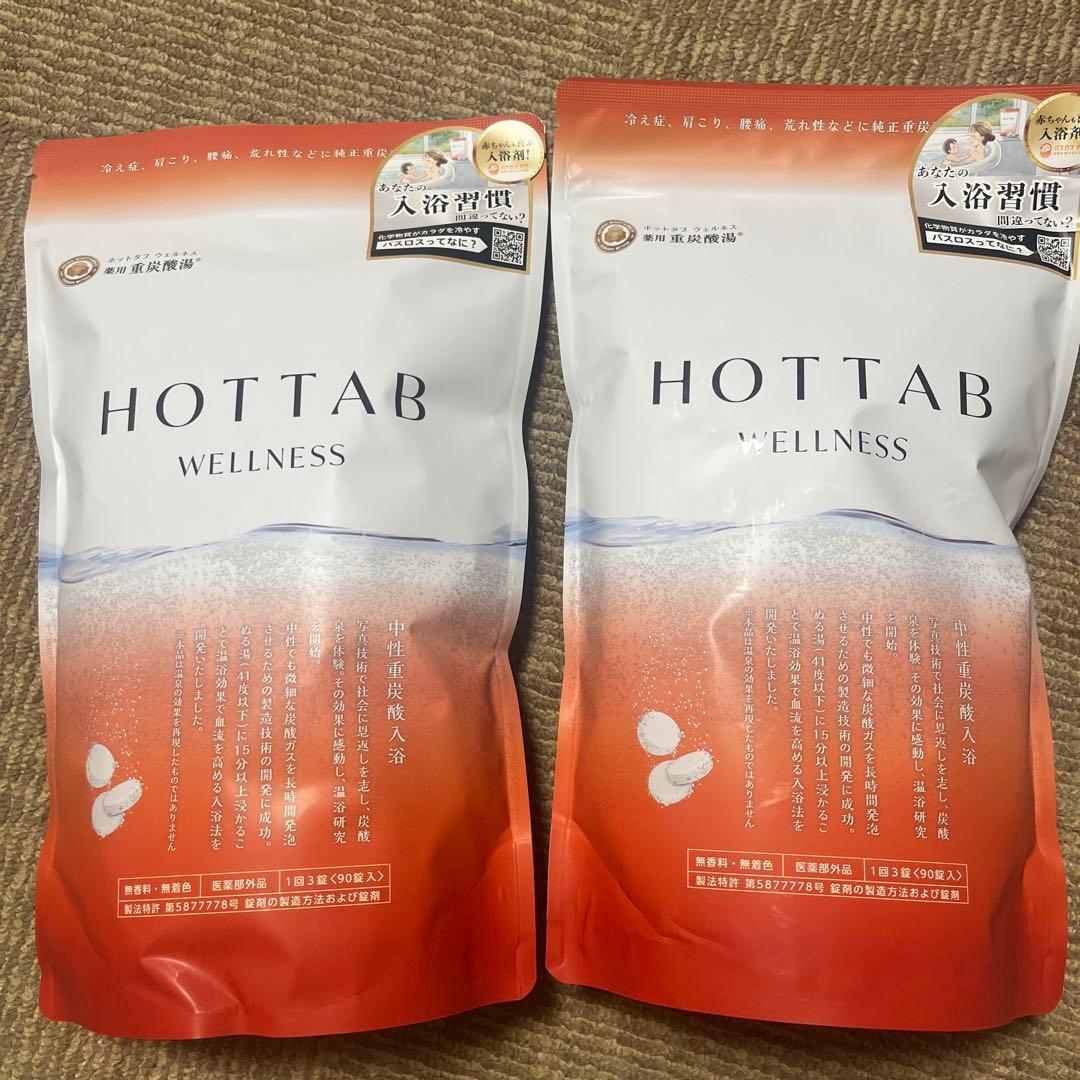 冷え症、肩こり、腰痛、荒れ性などに純正重炭
赤ちゃんも喜ぶ
入浴剤!
あなたの
入浴習慣
間違ってない?
化学物質がカラダを冷やす
バスロスってなに?
ホットタブ ウェルネス
薬用 重炭酸湯®
HOT TAB
WELLNESS
中性重炭酸入浴
写真技術で社会に恩返しを志し、炭酸
泉を体験。その効果に感動し、温浴研究
を開始。
中性でも微細な炭酸ガスを長時間発泡
させるための製造技術の開発に成功。
ぬる湯(41度以下)に15分以上浸かるこ
とで温浴効果で血流を高める入浴法を
開発いたしました。
※本品は温泉の効果を再現したものではありません
無香料・無着色 医薬部外品 1回3錠〈90錠入〉
製法特許 第5877778号 錠剤の製造方法および錠剤
冷え症、肩こり、腰痛、荒れ性などに純正重炭
赤ちゃんも
入浴剤
あなたの
入浴習慣
間違ってない?
化学物質がカラダを冷やす
バスロスってなに?
ホットタブ ウェルネス
薬用 重炭酸湯®
HOT TAB
WELLNESS
中性重炭酸入浴
写真技術で社会に恩返しを志し、炭酸
泉を体験。その効果に感動し、温浴研究
を開始。
中性でも微細な炭酸ガスを長時間発泡
させるための製造技術の開発に成功。
ぬる湯(41度以下)に15分以上浸かるこ
とで温浴効果で血流を高める入浴法を
開発いたしました。
※本品は温泉の効果を再現したものではありません
無香料・無着色 医薬部外品 1回3錠〈90錠入〉
製法特許 第5877778号 錠剤の製造方法および錠剤